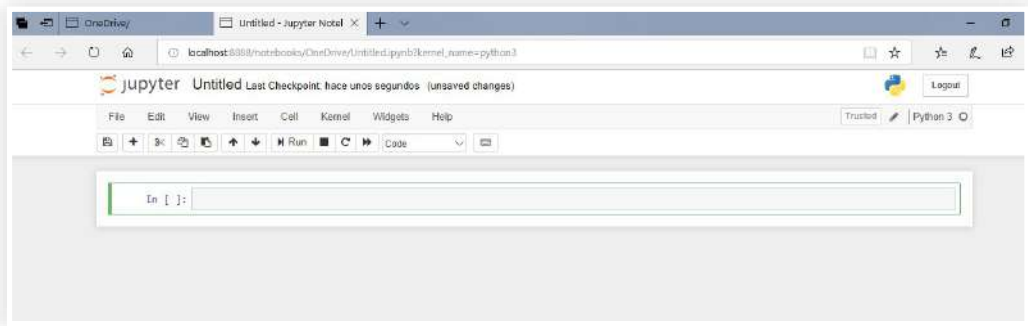 OneDrive/ Untitled - Jupyter Notel
localhost:8888/notebooks/OneDrive/Untitled.ipynb?kernel_name=python3
jupyter Untitled Last Checkpoint: hace unos segundos (unsaved changes) Logout
File Edit View Insert Cell Kernel Widgets Help Trusted Python 3
Run Code
In [ ]: